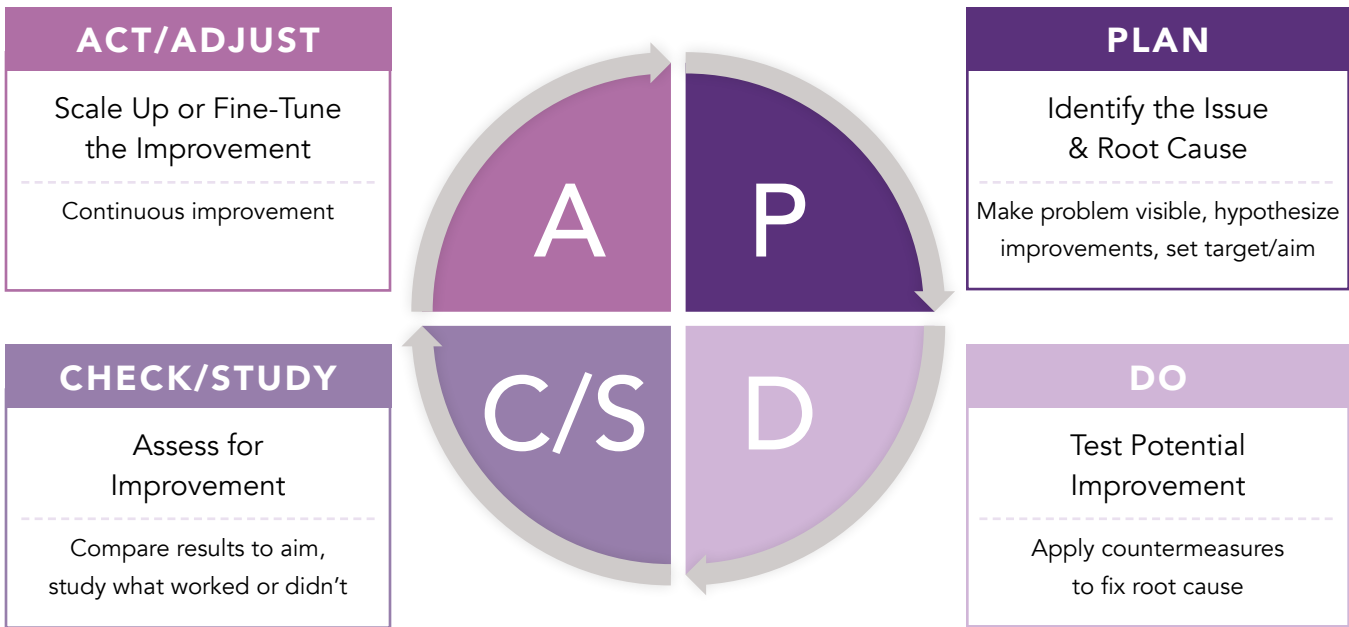 ACT/ADJUST
Scale Up or Fine-Tune
the Improvement
Continuous improvement
A
P
PLAN
Identify the Issue
& Root Cause
Make problem visible, hypothesize
improvements, set target/aim
CHECK/STUDY
Assess for
Improvement
Compare results to aim,
study what worked or didn’t
C/S
D
DO
Test Potential
Improvement
Apply countermeasures
to fix root cause